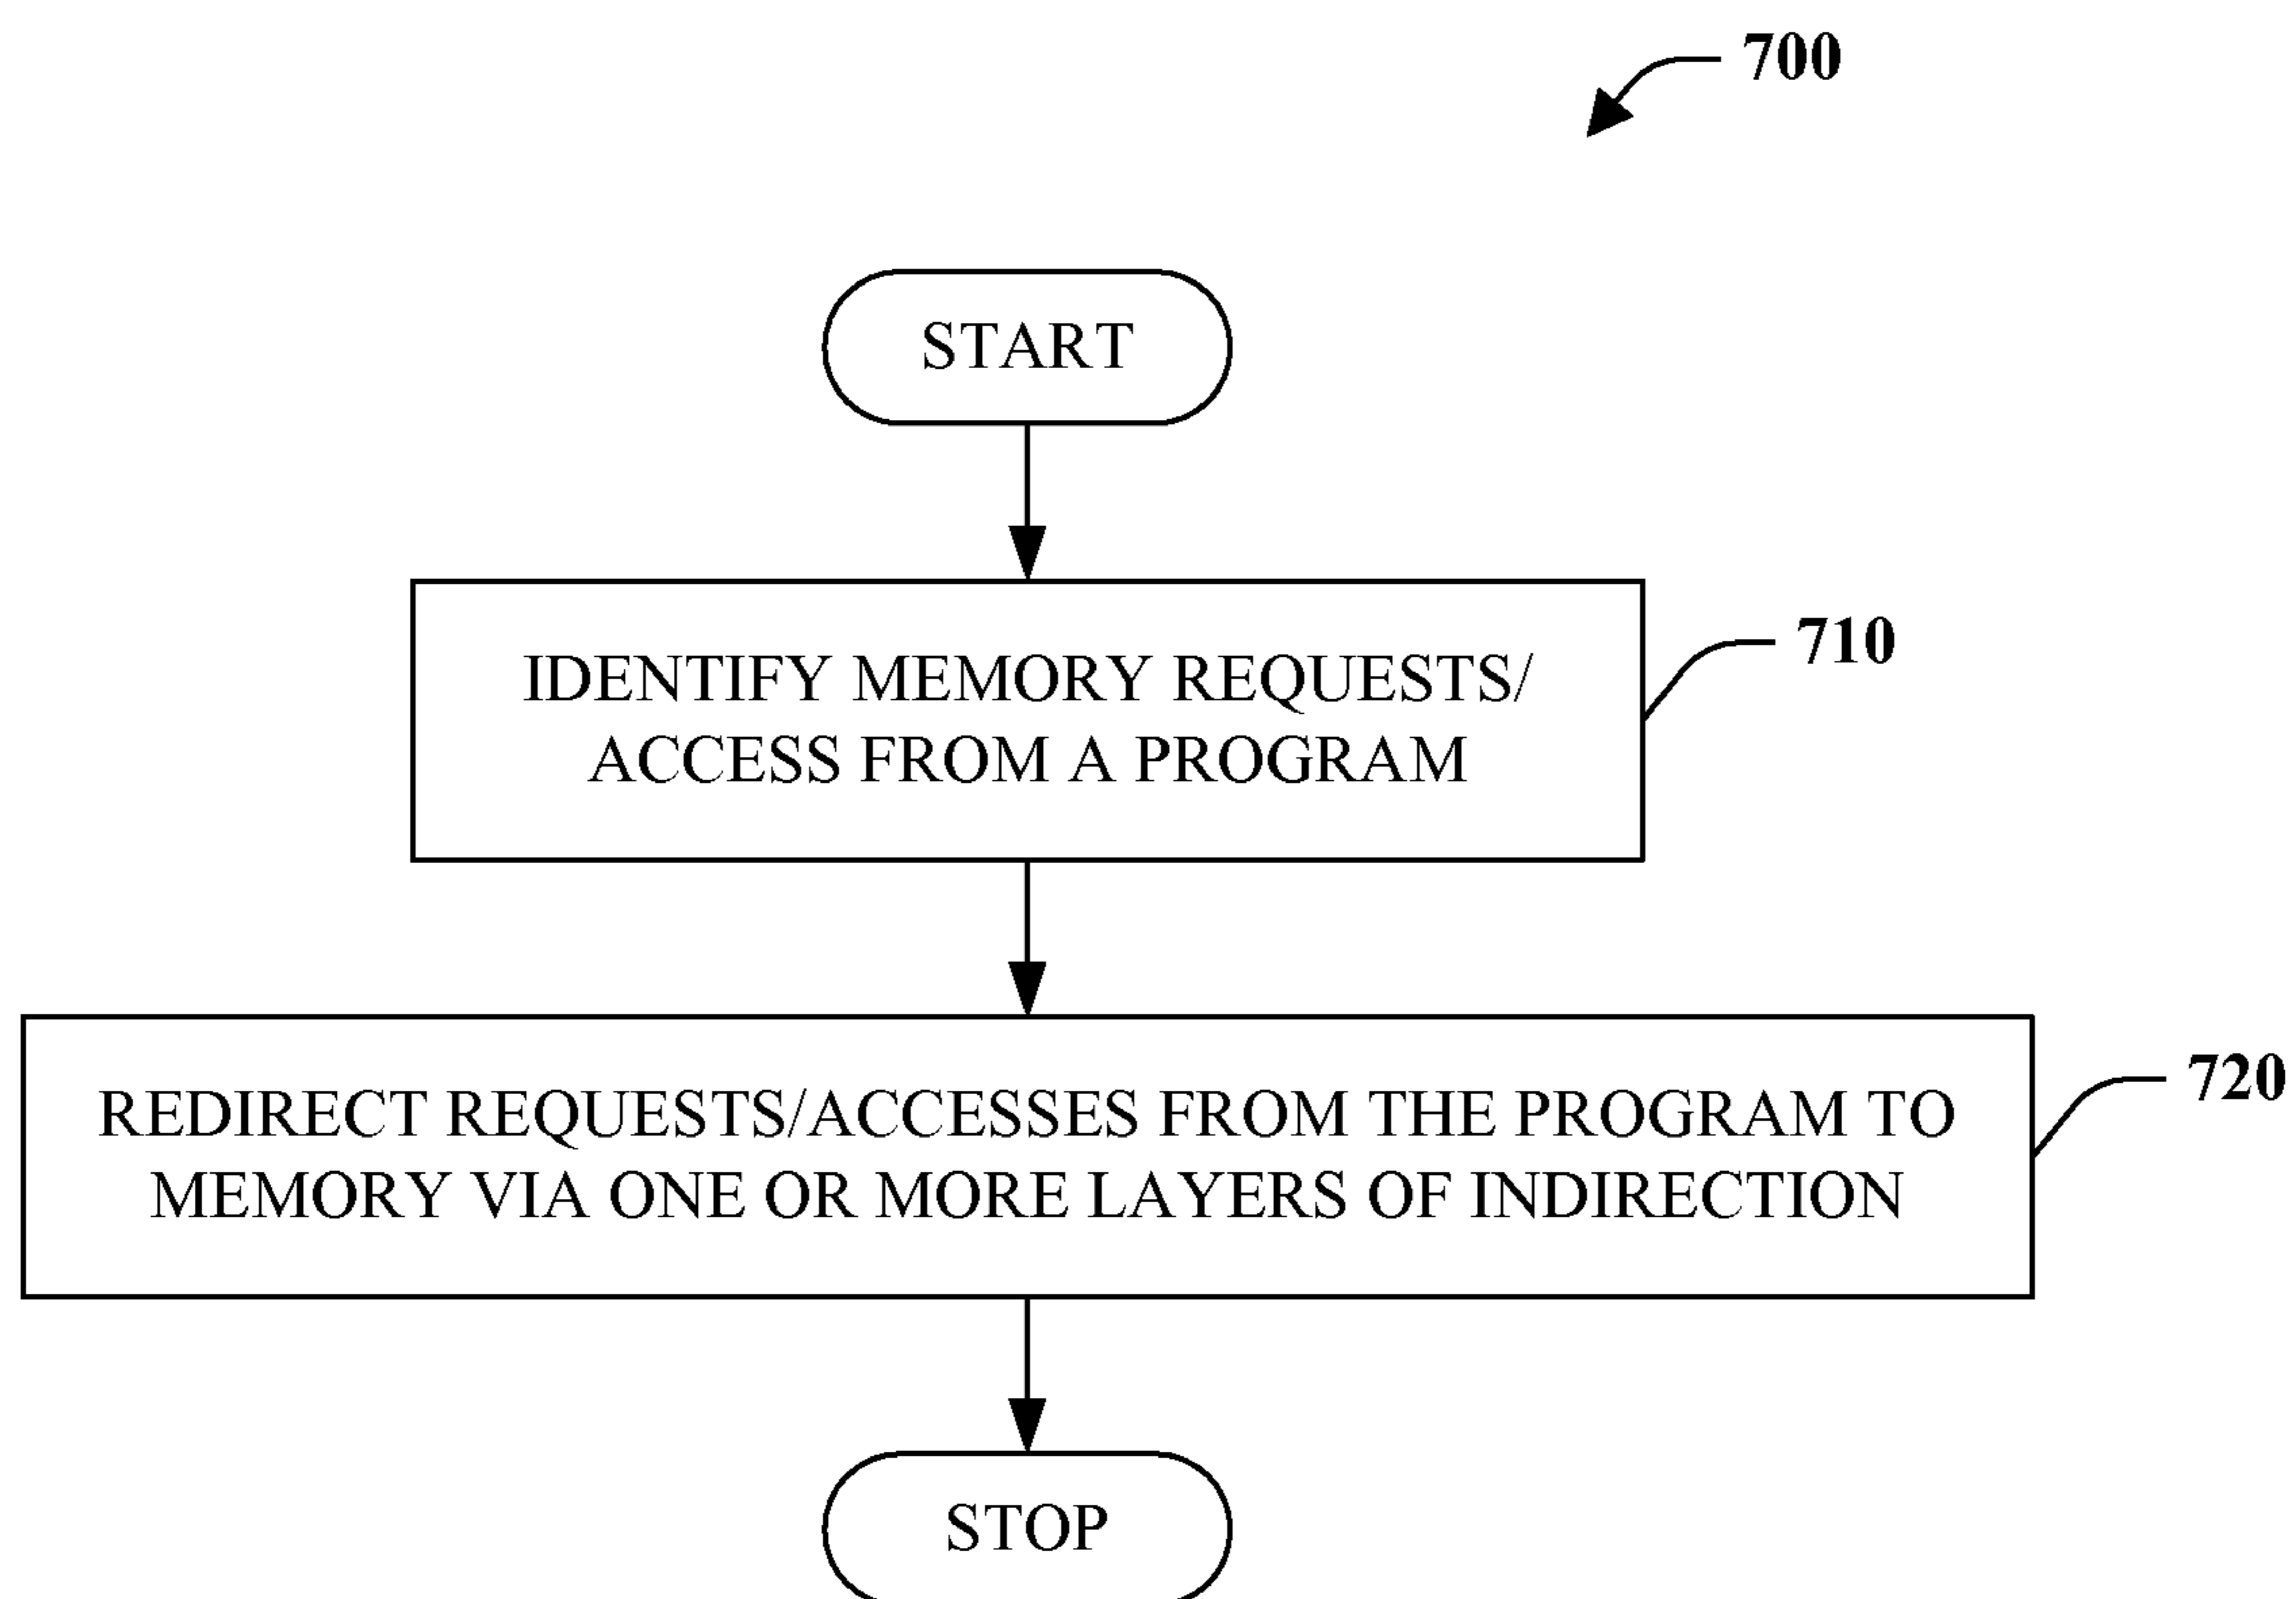 700
START
IDENTIFY MEMORY REQUESTS/
ACCESS FROM A PROGRAM
710
REDIRECT REQUESTS/ACCESSES FROM THE PROGRAM TO
MEMORY VIA ONE OR MORE LAYERS OF INDIRECTION
720
STOP